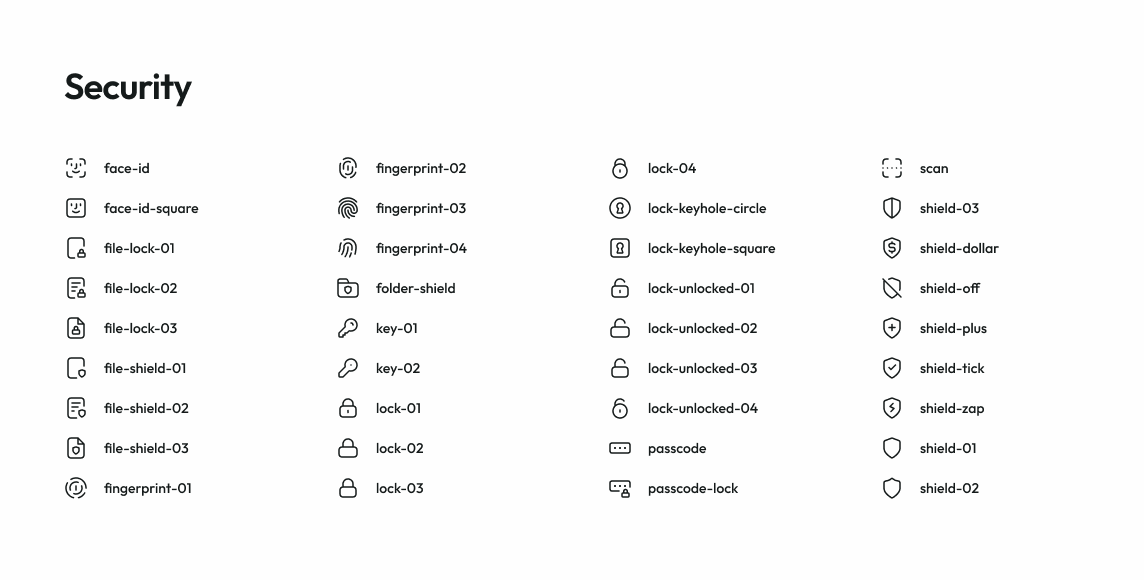 Security
face-id
face-id-square
file-lock-01
file-lock-02
file-lock-03
file-shield-01
file-shield-02
file-shield-03
fingerprint-01
fingerprint-02
fingerprint-03
fingerprint-04
folder-shield
key-01
key-02
lock-01
lock-02
lock-03
lock-04
lock-keyhole-circle
lock-keyhole-square
lock-unlocked-01
lock-unlocked-02
lock-unlocked-03
lock-unlocked-04
passcode
passcode-lock
scan
shield-03
shield-dollar
shield-off
shield-plus
shield-tick
shield-zap
shield-01
shield-02